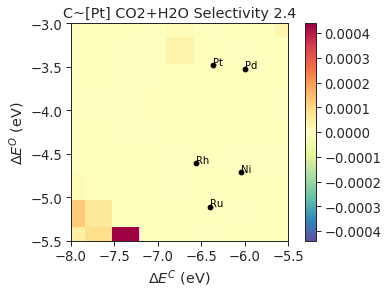 C~[Pt] CO2+H2O Selectivity 2.4
−3.0
−3.5
−4.0
−4.5
−5.0
−5.5
ΔE^O (eV)
Pt
Pd
Rh
Ni
Ru
−8.0 −7.5 −7.0 −6.5 −6.0 −5.5
ΔE^C (eV)
0.0004
0.0003
0.0002
0.0001
0.0000
−0.0001
−0.0002
−0.0003
−0.0004